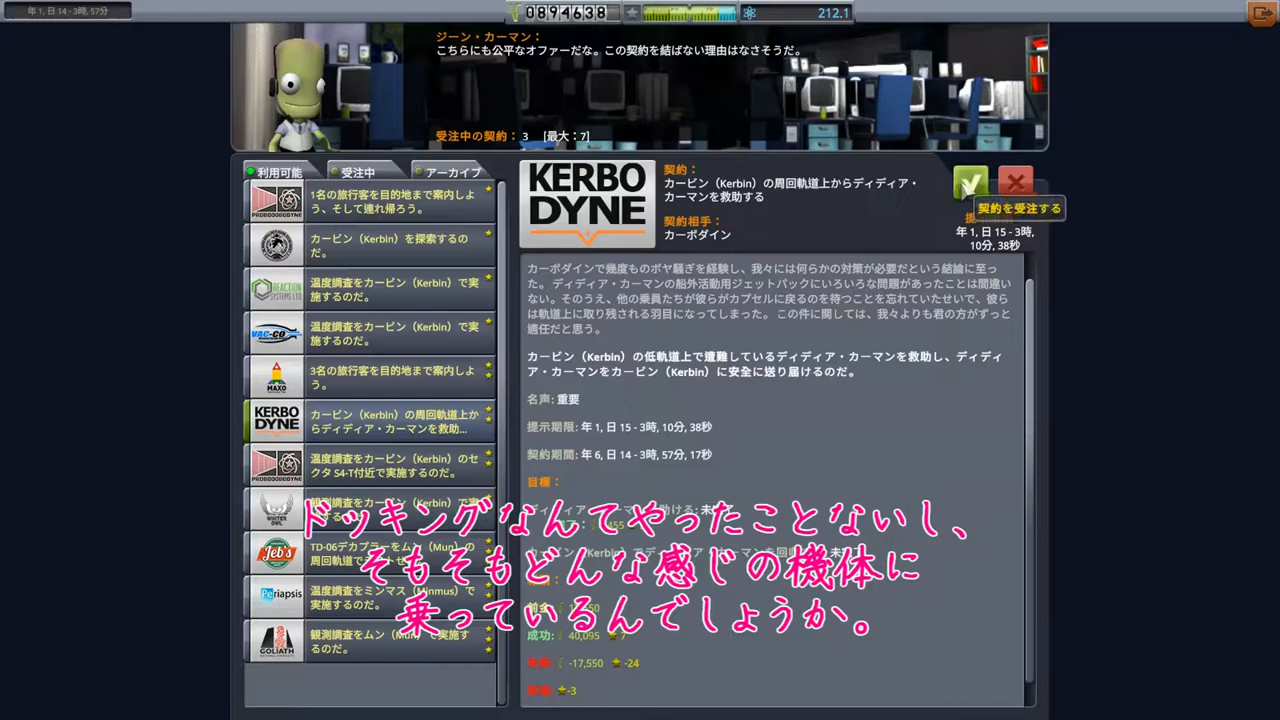 年 1, 日 14 - 3時, 57分
0894638
212.1
ジーン・カーマン：
こちらにも公平なオファーだな。この契約を結ばない理由はなさそうだ。
受注中の契約： 3 [最大：7]
利用可能
受注中
アーカイブ
1名の旅行客を目的地まで案内しよ
う、そして連れ帰ろう。
カービン（Kerbin）を探索するの
だ。
REACTION
SYSTEMS LTD
温度調査をカービン（Kerbin）で実
施するのだ。
VAC-CO
温度調査をカービン（Kerbin）で実
施するのだ。
MAXO
3名の旅行客を目的地まで案内しよ
う。
KERBO
DYNE
カービン（Kerbin）の周回軌道上か
らディディア・カーマンを救助...
温度調査をカービン（Kerbin）のセ
クタ S4-T付近で実施するのだ。
WINTER
OWL
Jeb's
TD-06デカプラーをムン（Mun）の
Periapsis
温度調査をミンマス（Minmus）で
実施するのだ。
GOLIATH
観測調査をムン（Mun）で実施す
るのだ。
KERBO
DYNE
契約：
カービン（Kerbin）の周回軌道上からディディア・
カーマンを救助する
契約相手：
カーボダイン
契約を受注する
年 1, 日 15 - 3時,
10分, 38秒
カーボダインで幾度ものボヤ騒ぎを経験し、我々には何らかの対策が必要だという結論に至っ
た。ディディア・カーマンの船外活動用ジェットパックにいろいろな問題があったことは間違い
ない。そのうえ、他の乗員たちが彼らがカプセルに戻るのを待つことを忘れていたせいで、彼ら
は軌道上に取り残される羽目になってしまった。この件に関しては、我々よりも君の方がずっと
適任だと思う。
カービン（Kerbin）の低軌道上で遭難しているディディア・カーマンを救助し、ディディ
ア・カーマンをカービン（Kerbin）に安全に送り届けるのだ。
名声: 重要
提示期限: 年 1, 日 15 - 3時, 10分, 38秒
契約期間: 年 6, 日 14 - 3時, 57分, 17秒
目標：
ドッキングなんてやったことないし、
そもそもどんな感じの機体に
乗っているんでしょうか。
成功: 40,095 7
-17,550 -24
-3